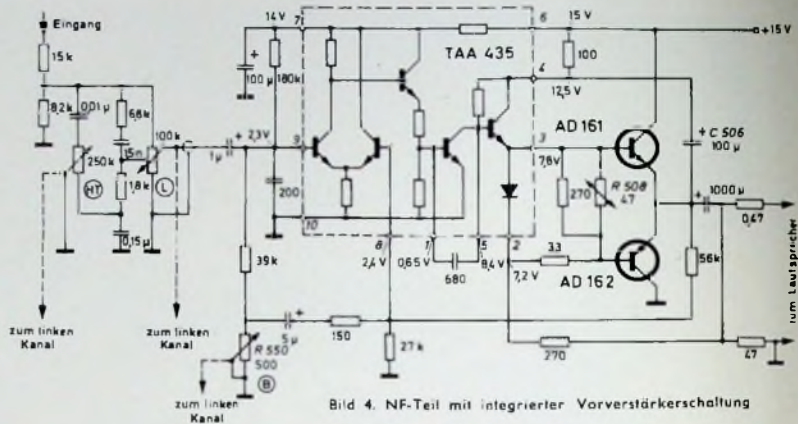 Eingang
14V
7
6
15V
+15V
15k
TAA 435
100
100µ
180k
4
12,5V
8,2k
0,01µ
6,8k
100k
2,3V
9
AD 161
+ C 506
100µ
3
7,8V
15n
1µ
250k
HT
L
1,8k
200
270
R 508
47
1000µ
0,47
10
0,15µ
8
1
5
2
2,4V
0,65V
8,4V
7,2V
33
AD 162
56k
zum Lautsprecher
39k
680
zum linken
Kanal
zum linken
Kanal
5µ
150
R 550
500
B
27k
270
47
zum linken
Kanal
Bild 4. NF-Teil mit integrierter Vorverstärkerschaltung